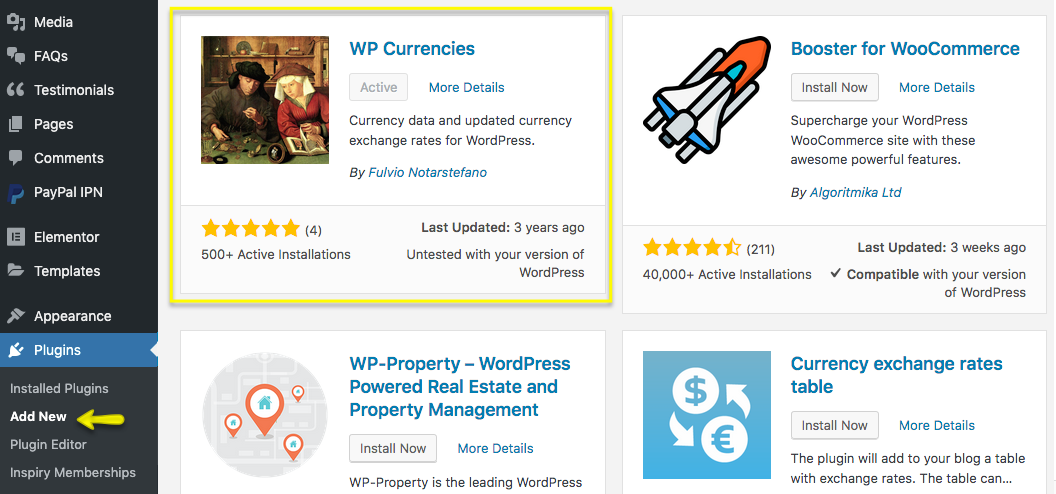 Media
FAQs
Testimonials
Pages
Comments
PayPal IPN
Elementor
Templates
Appearance
Plugins
Installed Plugins
Add New
Plugin Editor
Inspiry Memberships
WP Currencies
Active
More Details
Currency data and updated currency
exchange rates for WordPress.
By Fulvio Notarstefano
(4)
500+ Active Installations
Last Updated: 3 years ago
Untested with your version of
WordPress
Booster for WooCommerce
Install Now
More Details
Supercharge your WordPress
WooCommerce site with these
awesome powerful features.
By Algoritmika Ltd
(211)
40,000+ Active Installations
Last Updated: 3 weeks ago
Compatible with your version
of WordPress
WP-Property – WordPress
Powered Real Estate and
Property Management
Install Now
More Details
WP-Property is the leading WordPress
$
€
Currency exchange rates
table
Install Now
More Details
The plugin will add to your blog a table
with exchange rates. The table can…